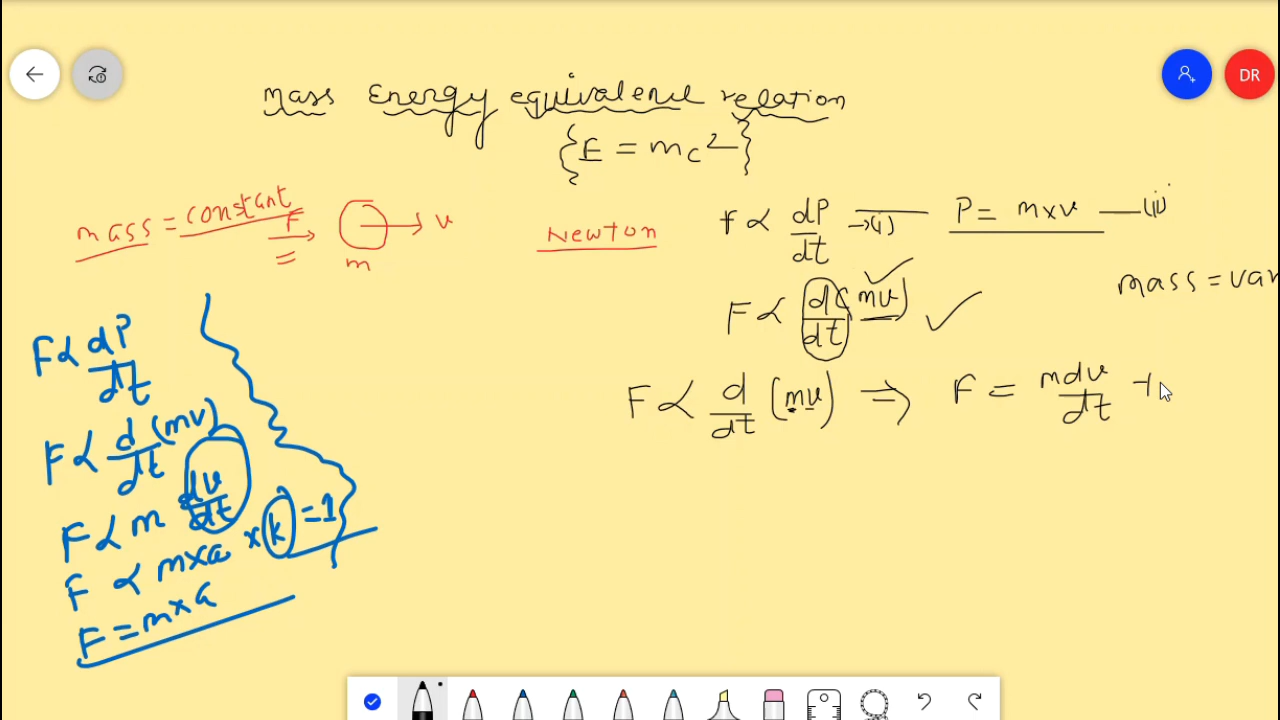 DR
mass Energy equivalence relation
{E = mc²}
mass = constant
F
v
m
Newton
F ∝ dP/dt →(i) P = m×v —(ii)
mass = var
F ∝ d(mv)/dt
F ∝ d/dt (mv) ⇒ F = mdv/dt +
F ∝ dP/dt
F ∝ d/dt (mv)
F ∝ m dv/dt
F ∝ m×a × k = 1
F = m×a